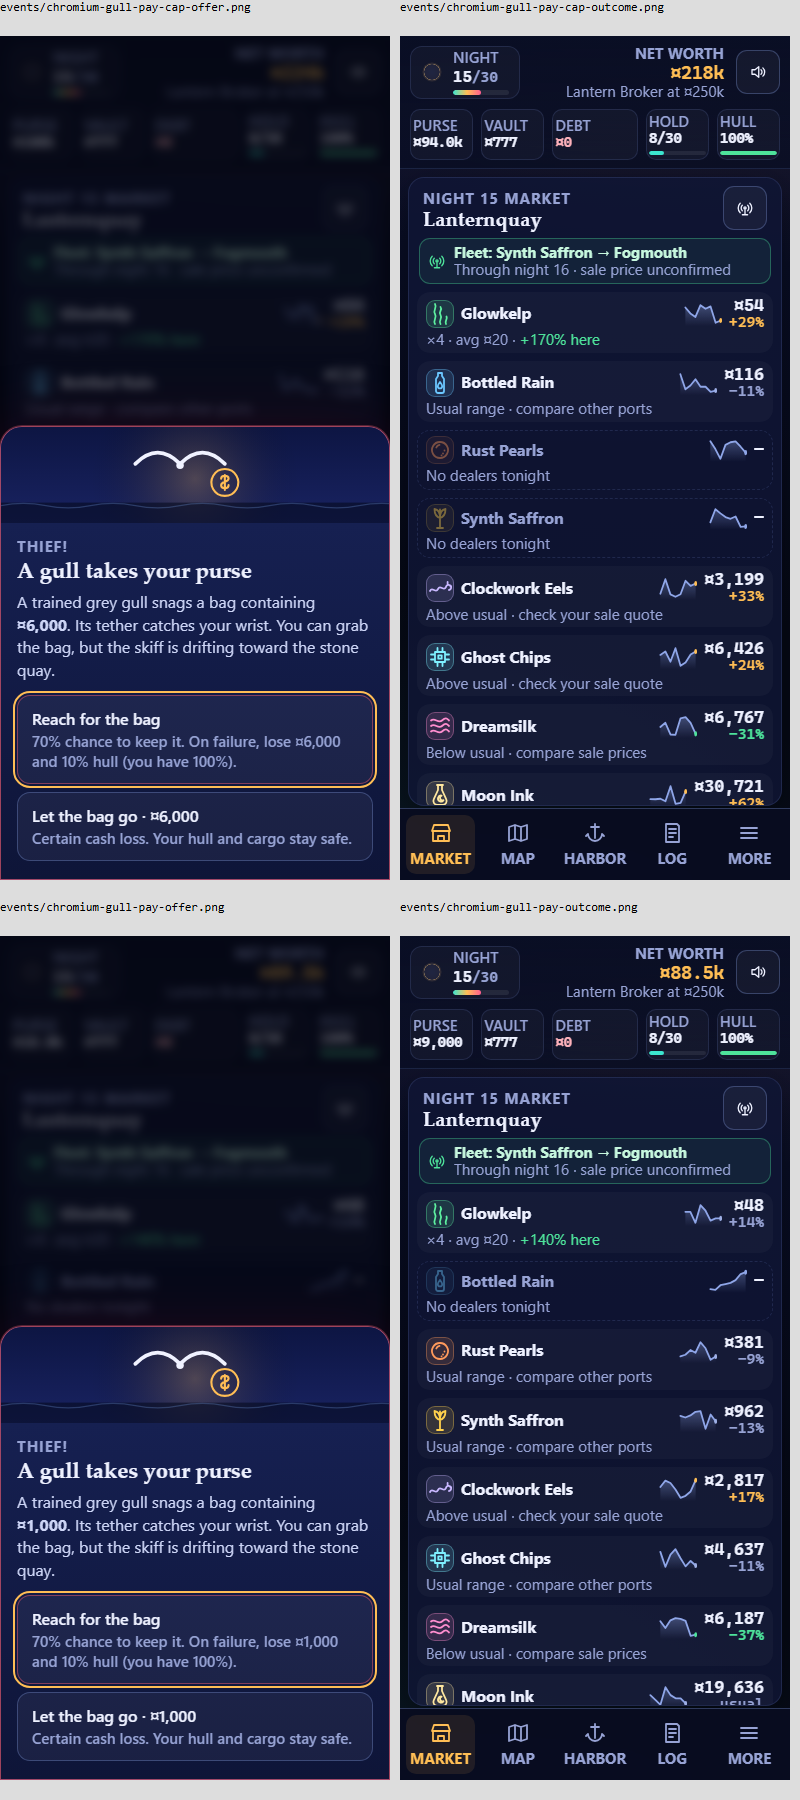 events/chromium-gull-pay-cap-offer.png
THIEF!
A gull takes your purse
A trained grey gull snags a bag containing
¤6,000. Its tether catches your wrist. You can grab
the bag, but the skiff is drifting toward the stone
quay.
Reach for the bag
70% chance to keep it. On failure, lose ¤6,000
and 10% hull (you have 100%).
Let the bag go · ¤6,000
Certain cash loss. Your hull and cargo stay safe.
events/chromium-gull-pay-cap-outcome.png
NIGHT
15/30
NET WORTH
¤218k
Lantern Broker at ¤250k
PURSE
¤94.0k
VAULT
¤777
DEBT
¤0
HOLD
8/30
HULL
100%
NIGHT 15 MARKET
Lanternquay
Fleet: Synth Saffron → Fogmouth
Through night 16 · sale price unconfirmed
Glowkelp
¤54
+29%
×4 · avg ¤20 · +170% here
Bottled Rain
¤116
−11%
Usual range · compare other ports
Rust Pearls
–
No dealers tonight
Synth Saffron
–
No dealers tonight
Clockwork Eels
¤3,199
+33%
Above usual · check your sale quote
Ghost Chips
¤6,426
+24%
Above usual · check your sale quote
Dreamsilk
¤6,767
−31%
Below usual · compare sale prices
Moon Ink
¤30,721
+62%
MARKET
MAP
HARBOR
LOG
MORE
events/chromium-gull-pay-offer.png
THIEF!
A gull takes your purse
A trained grey gull snags a bag containing
¤1,000. Its tether catches your wrist. You can grab
the bag, but the skiff is drifting toward the stone
quay.
Reach for the bag
70% chance to keep it. On failure, lose ¤1,000
and 10% hull (you have 100%).
Let the bag go · ¤1,000
Certain cash loss. Your hull and cargo stay safe.
events/chromium-gull-pay-outcome.png
NIGHT
15/30
NET WORTH
¤88.5k
Lantern Broker at ¤250k
PURSE
¤9,000
VAULT
¤777
DEBT
¤0
HOLD
8/30
HULL
100%
NIGHT 15 MARKET
Lanternquay
Fleet: Synth Saffron → Fogmouth
Through night 16 · sale price unconfirmed
Glowkelp
¤48
+14%
×4 · avg ¤20 · +140% here
Bottled Rain
–
No dealers tonight
Rust Pearls
¤381
−9%
Usual range · compare other ports
Synth Saffron
¤962
−13%
Usual range · compare other ports
Clockwork Eels
¤2,817
+17%
Above usual · check your sale quote
Ghost Chips
¤4,637
−11%
Usual range · compare other ports
Dreamsilk
¤6,187
−37%
Below usual · compare sale prices
Moon Ink
¤19,636
usual
MARKET
MAP
HARBOR
LOG
MORE